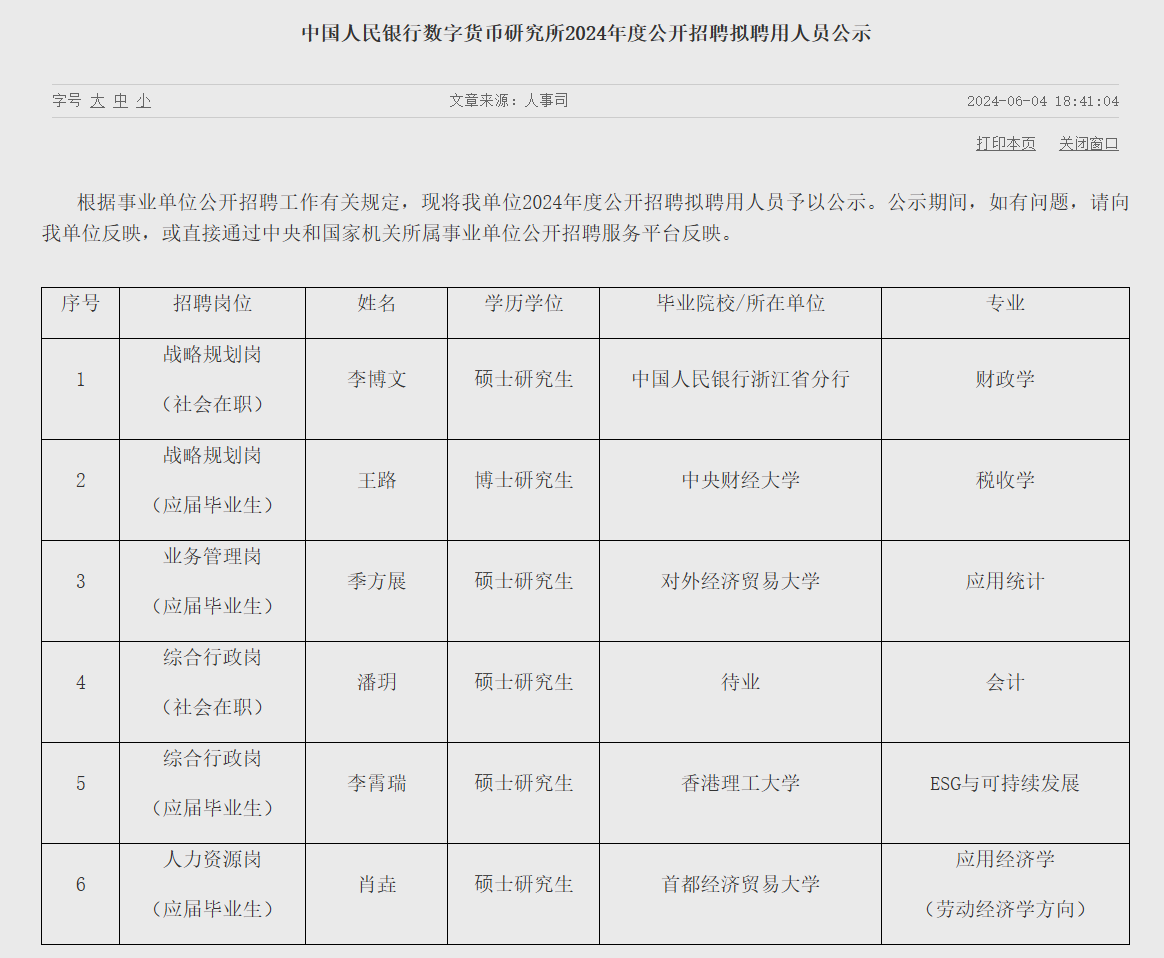 中国人民银行数字货币研究所2024年度公开招聘拟聘用人员公示
字号 大 中 小 文章来源：人事司 2024-06-04 18:41:04
打印本页 关闭窗口
根据事业单位公开招聘工作有关规定，现将我单位2024年度公开招聘拟聘用人员予以公示。公示期间，如有问题，请向
我单位反映，或直接通过中央和国家机关所属事业单位公开招聘服务平台反映。
序号 招聘岗位 姓名 学历学位 毕业院校/所在单位 专业
1 战略规划岗（社会在职） 李博文 硕士研究生 中国人民银行浙江省分行 财政学
2 战略规划岗（应届毕业生） 王路 博士研究生 中央财经大学 税收学
3 业务管理岗（应届毕业生） 季方展 硕士研究生 对外经济贸易大学 应用统计
4 综合行政岗（社会在职） 潘玥 硕士研究生 待业 会计
5 综合行政岗（应届毕业生） 李霄瑞 硕士研究生 香港理工大学 ESG与可持续发展
6 人力资源岗（应届毕业生） 肖垚 硕士研究生 首都经济贸易大学 应用经济学（劳动经济学方向）